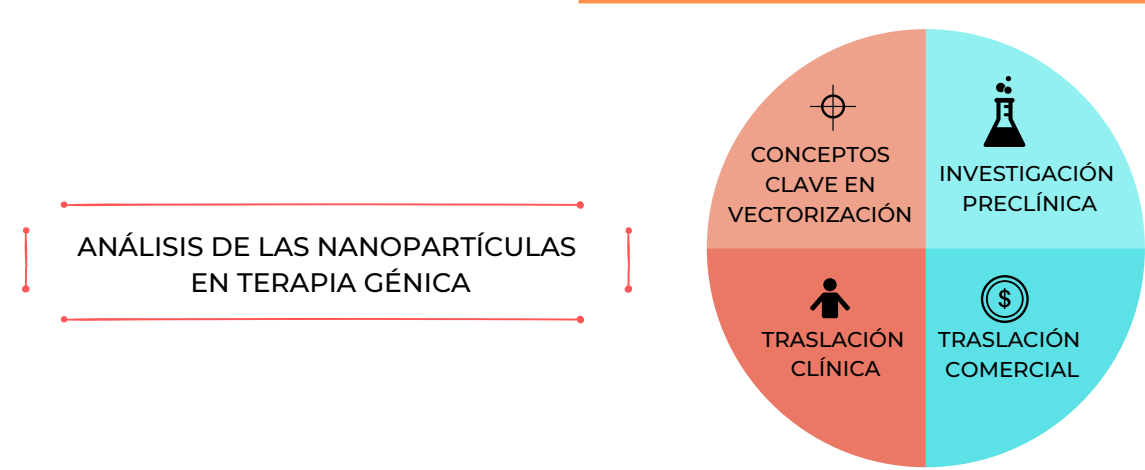 ANÁLISIS DE LAS NANOPARTÍCULAS
EN TERAPIA GÉNICA
CONCEPTOS
CLAVE EN
VECTORIZACIÓN
INVESTIGACIÓN
PRECLÍNICA
TRASLACIÓN
CLÍNICA
$
TRASLACIÓN
COMERCIAL